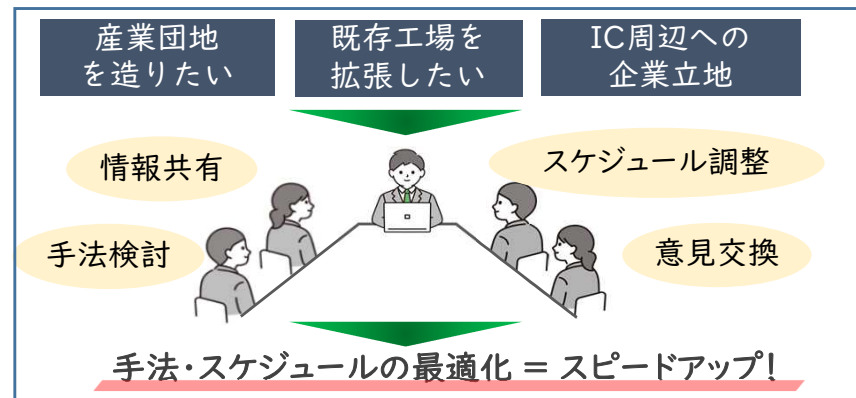 産業団地
を造りたい
既存工場を
拡張したい
IC周辺への
企業立地
情報共有
スケジュール調整
手法検討
意見交換
手法・スケジュールの最適化 = スピードアップ!